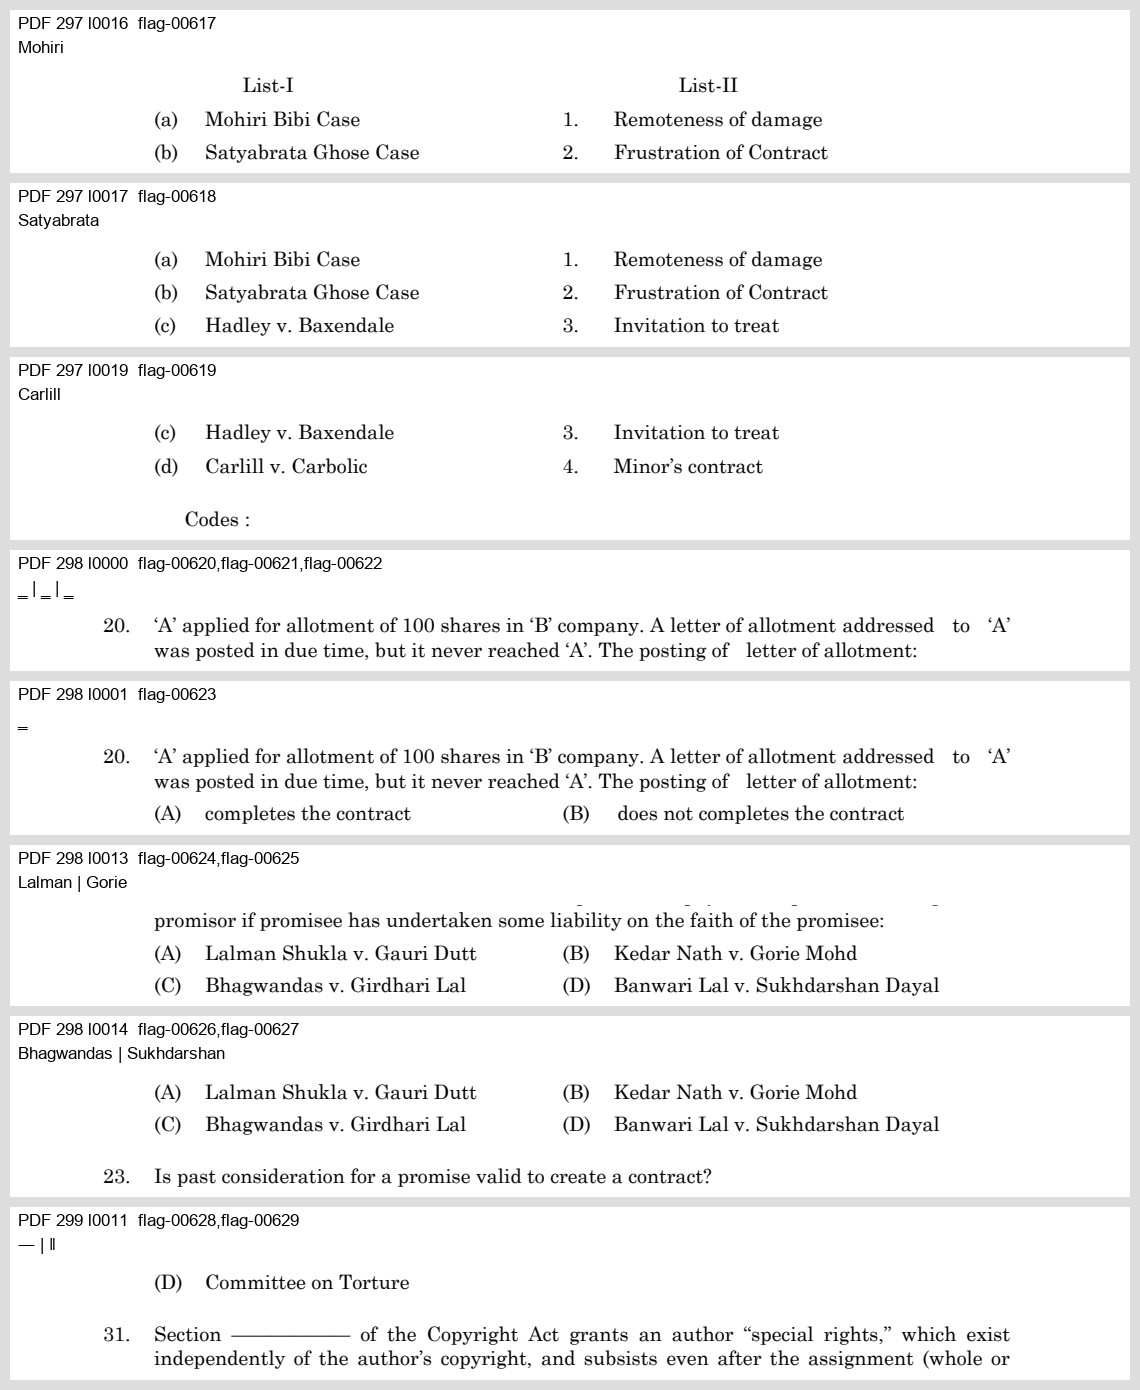 PDF 297 l0016 flag-00617
Mohiri
List-I List-II
(a) Mohiri Bibi Case 1. Remoteness of damage
(b) Satyabrata Ghose Case 2. Frustration of Contract
PDF 297 l0017 flag-00618
Satyabrata
(a) Mohiri Bibi Case 1. Remoteness of damage
(b) Satyabrata Ghose Case 2. Frustration of Contract
(c) Hadley v. Baxendale 3. Invitation to treat
PDF 297 l0019 flag-00619
Carlill
(c) Hadley v. Baxendale 3. Invitation to treat
(d) Carlill v. Carbolic 4. Minor’s contract
Codes :
PDF 298 l0000 flag-00620,flag-00621,flag-00622
‗ | ‗ | ‗
20. ‘A’ applied for allotment of 100 shares in ‘B’ company. A letter of allotment addressed to ‘A’
was posted in due time, but it never reached ‘A’. The posting of letter of allotment:
PDF 298 l0001 flag-00623
‗
20. ‘A’ applied for allotment of 100 shares in ‘B’ company. A letter of allotment addressed to ‘A’
was posted in due time, but it never reached ‘A’. The posting of letter of allotment:
(A) completes the contract (B) does not completes the contract
PDF 298 l0013 flag-00624,flag-00625
Lalman | Gorie
promisor if promisee has undertaken some liability on the faith of the promisee:
(A) Lalman Shukla v. Gauri Dutt (B) Kedar Nath v. Gorie Mohd
(C) Bhagwandas v. Girdhari Lal (D) Banwari Lal v. Sukhdarshan Dayal
PDF 298 l0014 flag-00626,flag-00627
Bhagwandas | Sukhdarshan
(A) Lalman Shukla v. Gauri Dutt (B) Kedar Nath v. Gorie Mohd
(C) Bhagwandas v. Girdhari Lal (D) Banwari Lal v. Sukhdarshan Dayal
23. Is past consideration for a promise valid to create a contract?
PDF 299 l0011 flag-00628,flag-00629
― | ‖
(D) Committee on Torture
31. Section —————— of the Copyright Act grants an author “special rights,” which exist
independently of the author’s copyright, and subsists even after the assignment (whole or